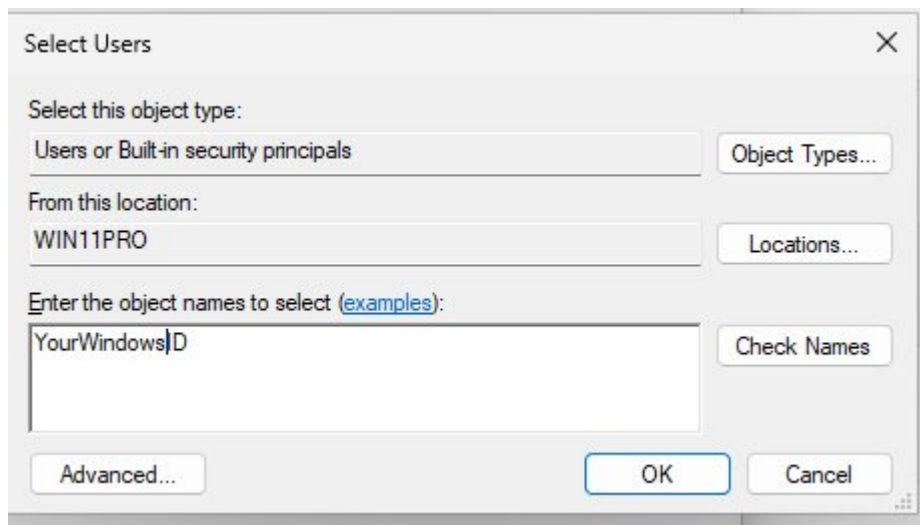 Select Users
Select this object type:
Users or Built-in security principals
Object Types...
From this location:
WIN11PRO
Locations...
Enter the object names to select (examples):
YourWindowsID
Check Names
Advanced...
OK
Cancel